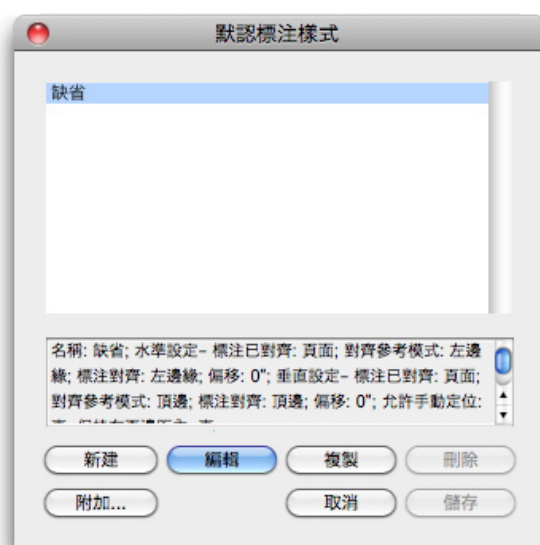 默認標注樣式
缺省
名稱: 缺省; 水準設定– 標注已對齊: 頁面; 對齊參考模式: 左邊
緣; 標注對齊: 左邊緣; 偏移: 0"; 垂直設定– 標注已對齊: 頁面;
對齊參考模式: 頂邊; 標注對齊: 頂邊; 偏移: 0"; 允許手動定位:
新建 編輯 複製 刪除
附加... 取消 儲存